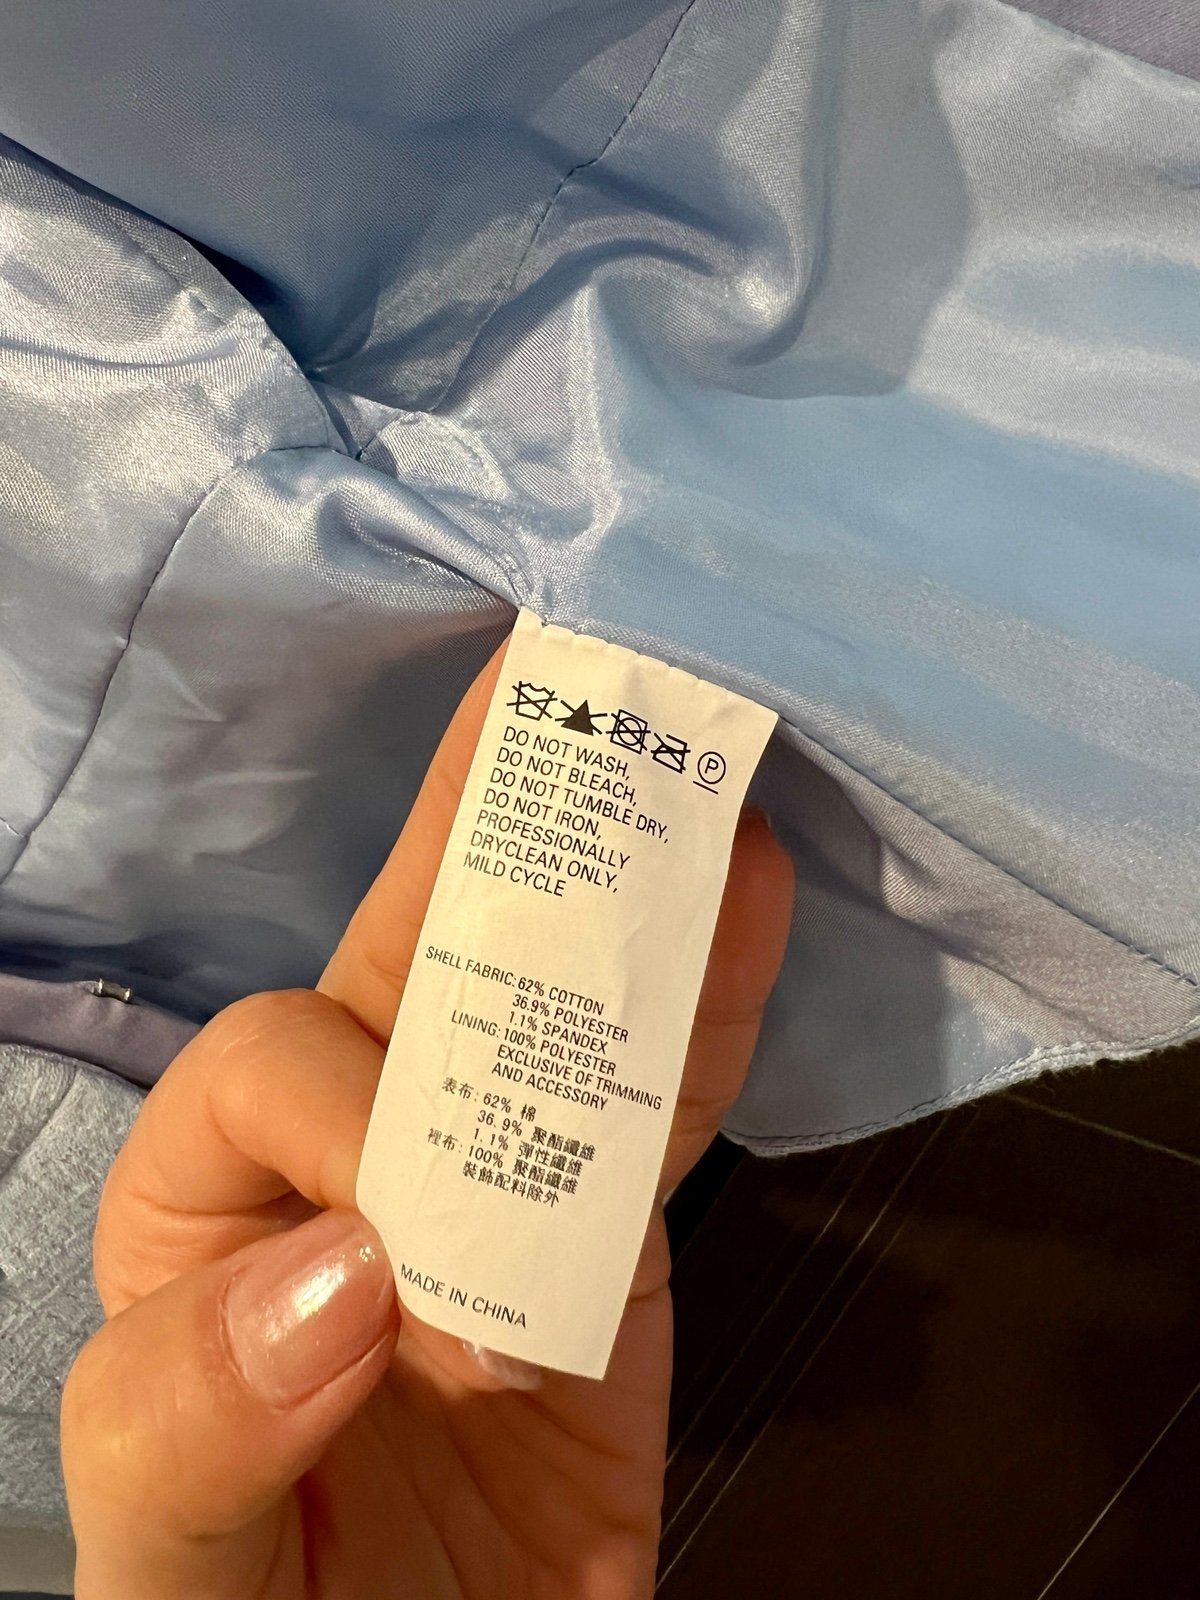 P
DO NOT WASH,
DO NOT BLEACH,
DO NOT TUMBLE DRY,
DO NOT IRON,
PROFESSIONALLY
DRYCLEAN ONLY,
MILD CYCLE
SHELL FABRIC: 62% COTTON
36.9% POLYESTER
1.1% SPANDEX
LINING: 100% POLYESTER
EXCLUSIVE OF TRIMMING
AND ACCESSORY
表布: 62% 棉
36.9% 聚酯纖維
1.1% 彈性纖維
裡布: 100% 聚酯纖維
裝飾配料除外
MADE IN CHINA